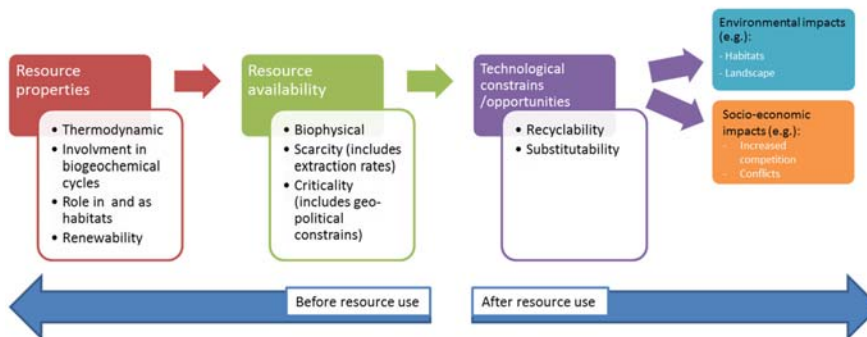 Resource
properties
• Thermodynamic
• Involvment in
biogeochemical
cycles
• Role in and as
habitats
• Renewability
Resource
availability
• Biophysical
• Scarcity (includes
extraction rates)
• Criticality
(includes geo-
political
constrains)
Technological
constrains
/opportunities
• Recyclability
• Substitutability
Environmental impacts
(e.g.):
- Habitats
- Landscape
Socio-economic
impacts (e.g.):
- Increased
competition
- Conflicts
Before resource use
After resource use